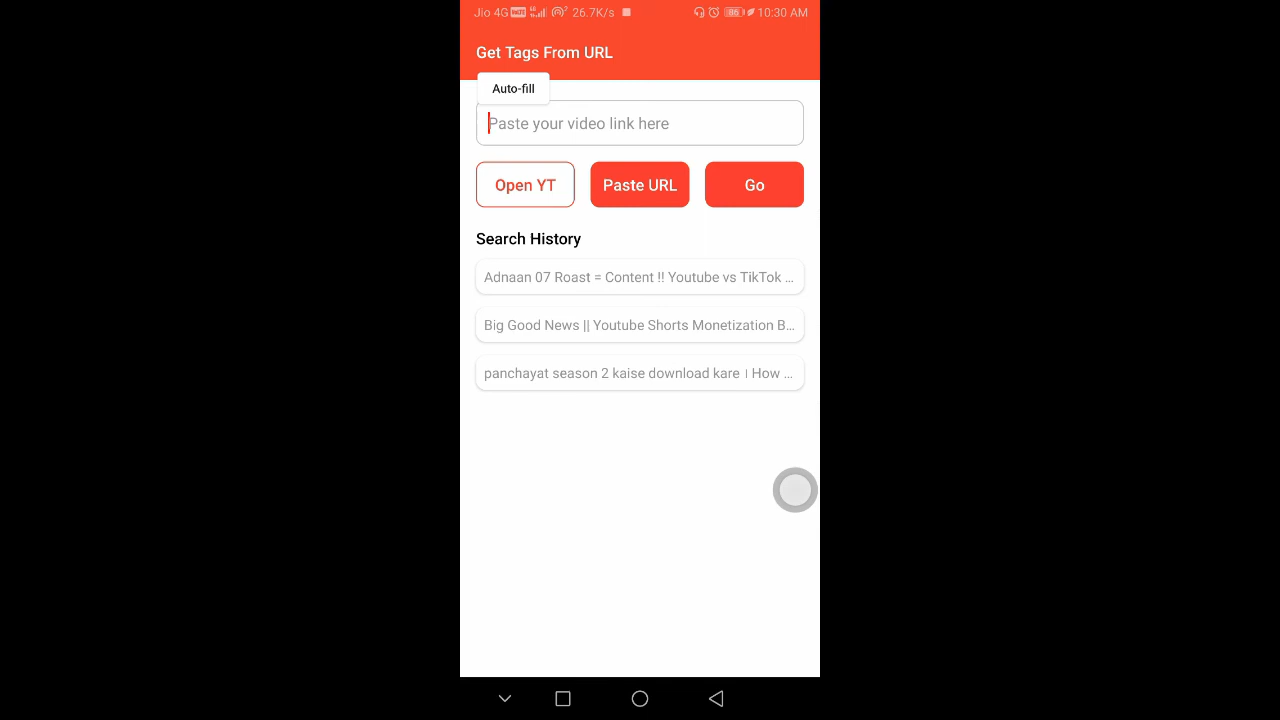 Jio 4G 26.7K/s 86 10:30 AM
Get Tags From URL
Auto-fill
Paste your video link here
Open YT Paste URL Go
Search History
Adnaan 07 Roast = Content !! Youtube vs TikTok ...
Big Good News || Youtube Shorts Monetization B...
panchayat season 2 kaise download kare । How ...